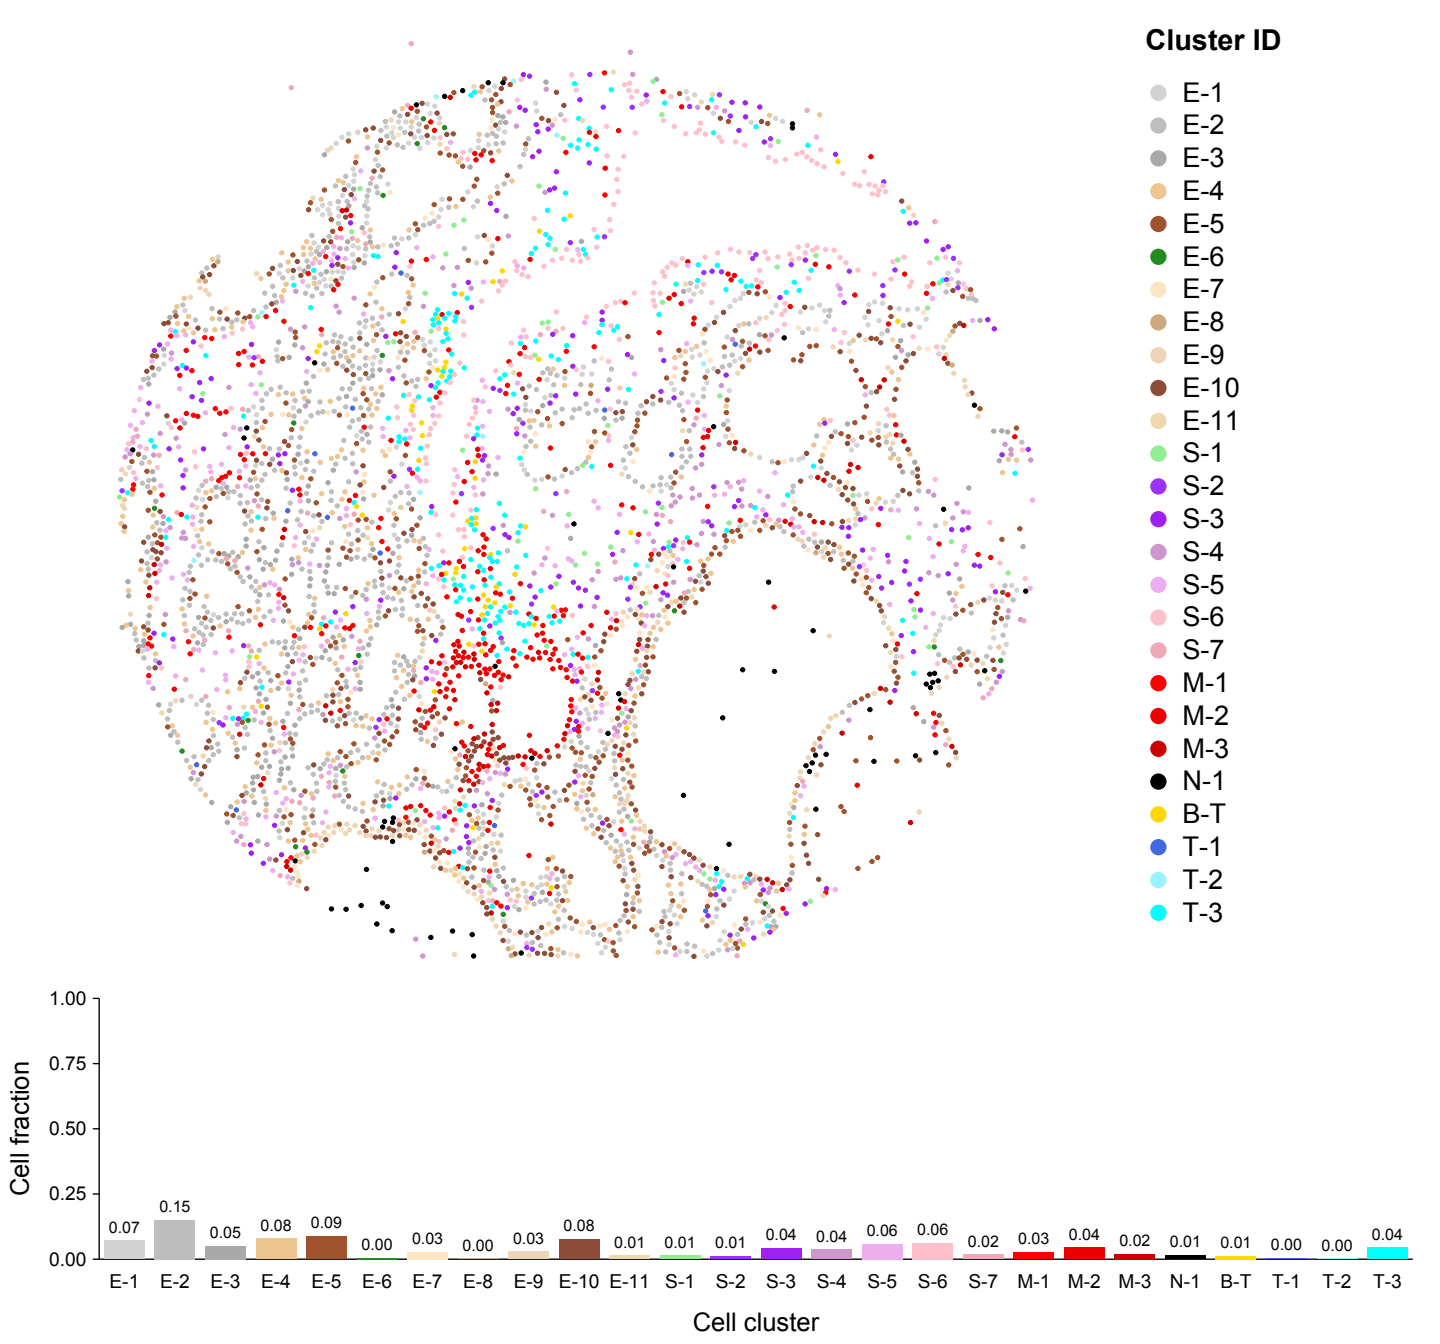 Cluster ID
E-1
E-2
E-3
E-4
E-5
E-6
E-7
E-8
E-9
E-10
E-11
S-1
S-2
S-3
S-4
S-5
S-6
S-7
M-1
M-2
M-3
N-1
B-T
T-1
T-2
T-3
1.00
0.75
0.50
0.25
0.00
Cell fraction
0.07 0.15 0.05 0.08 0.09 0.00 0.03 0.00 0.03 0.08 0.01 0.01 0.01 0.04 0.04 0.06 0.06 0.02 0.03 0.04 0.02 0.01 0.01 0.00 0.00 0.04
E-1 E-2 E-3 E-4 E-5 E-6 E-7 E-8 E-9 E-10 E-11 S-1 S-2 S-3 S-4 S-5 S-6 S-7 M-1 M-2 M-3 N-1 B-T T-1 T-2 T-3
Cell cluster